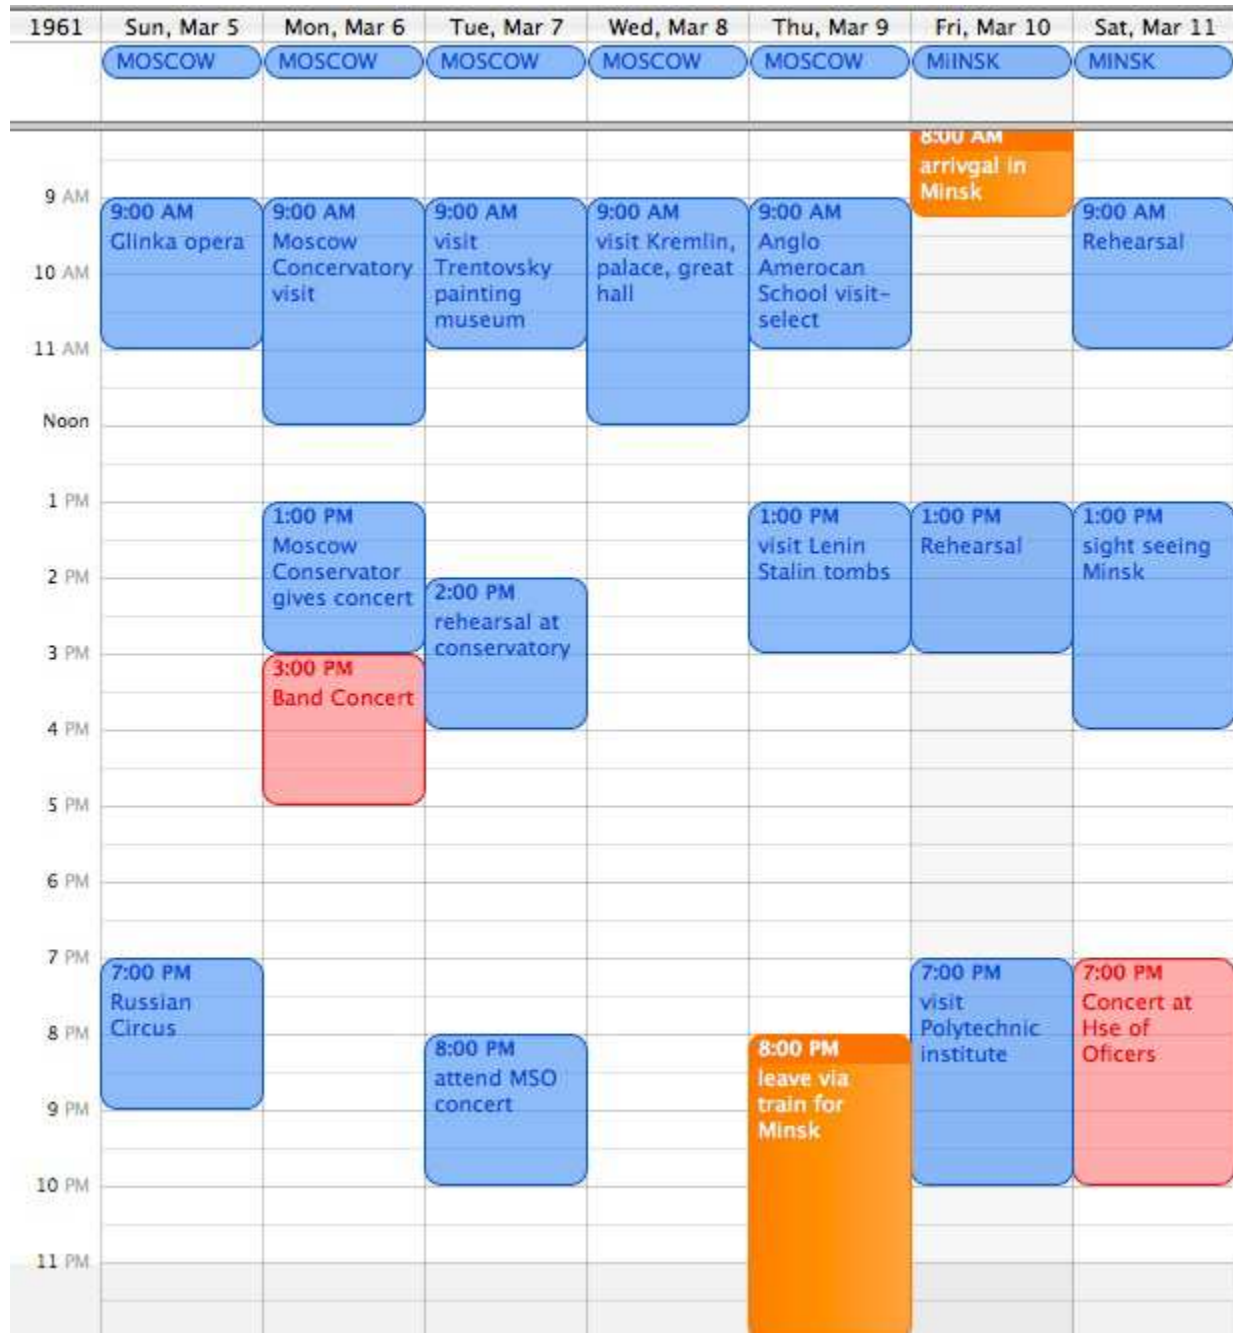 1961 Sun, Mar 5 Mon, Mar 6 Tue, Mar 7 Wed, Mar 8 Thu, Mar 9 Fri, Mar 10 Sat, Mar 11
MOSCOW MOSCOW MOSCOW MOSCOW MOSCOW MiINSK MINSK
8:00 AM
arrivgal in
Minsk
9 AM
10 AM
11 AM
Noon
1 PM
2 PM
3 PM
4 PM
5 PM
6 PM
7 PM
8 PM
9 PM
10 PM
11 PM
9:00 AM
Glinka opera
7:00 PM
Russian
Circus
9:00 AM
Moscow
Concervatory
visit
1:00 PM
Moscow
Conservator
gives concert
3:00 PM
Band Concert
9:00 AM
visit
Trentovsky
painting
museum
2:00 PM
rehearsal at
conservatory
8:00 PM
attend MSO
concert
9:00 AM
visit Kremlin,
palace, great
hall
9:00 AM
Anglo
Amerocan
School visit-
select
1:00 PM
visit Lenin
Stalin tombs
8:00 PM
leave via
train for
Minsk
1:00 PM
Rehearsal
7:00 PM
visit
Polytechnic
institute
9:00 AM
Rehearsal
1:00 PM
sight seeing
Minsk
7:00 PM
Concert at
Hse of
Oficers